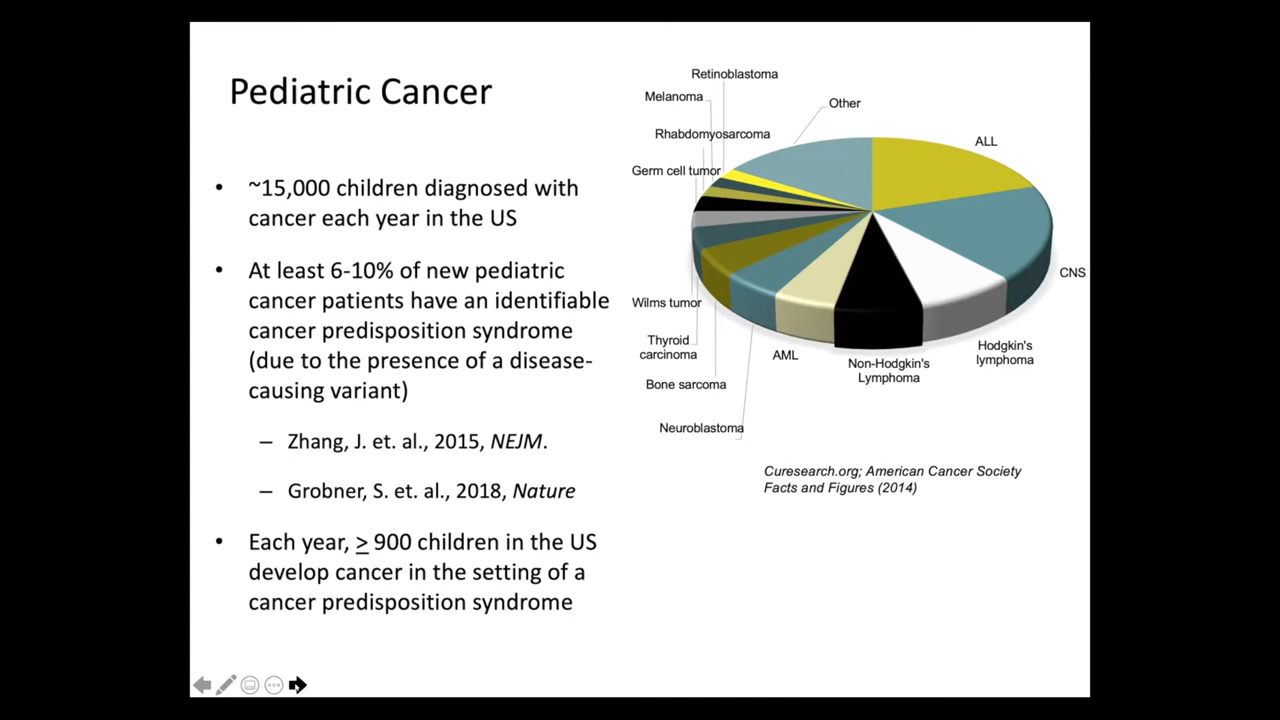 Pediatric Cancer
• ~15,000 children diagnosed with
cancer each year in the US
• At least 6-10% of new pediatric
cancer patients have an identifiable
cancer predisposition syndrome
(due to the presence of a disease-
causing variant)
– Zhang, J. et. al., 2015, NEJM.
– Grobner, S. et. al., 2018, Nature
• Each year, > 900 children in the US
develop cancer in the setting of a
cancer predisposition syndrome
Retinoblastoma
Melanoma
Other
Rhabdomyosarcoma
ALL
Germ cell tumor
CNS
Wilms tumor
Thyroid
carcinoma
Hodgkin's
lymphoma
AML
Non-Hodgkin's
Lymphoma
Bone sarcoma
Neuroblastoma
Curesearch.org; American Cancer Society
Facts and Figures (2014)